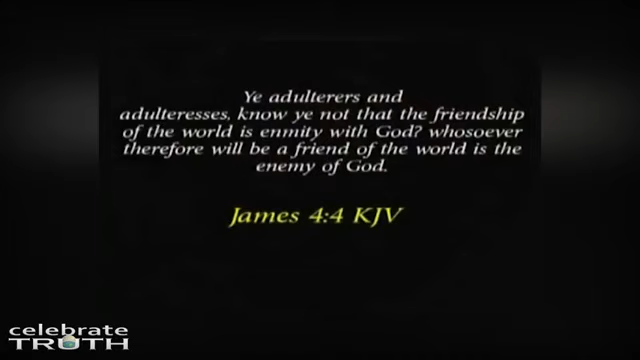 Ye adulterers and
adulteresses, know ye not that the friendship
of the world is enmity with God? whosoever
therefore will be a friend of the world is the
enemy of God.
James 4:4 KJV
celebrate
TRUTH